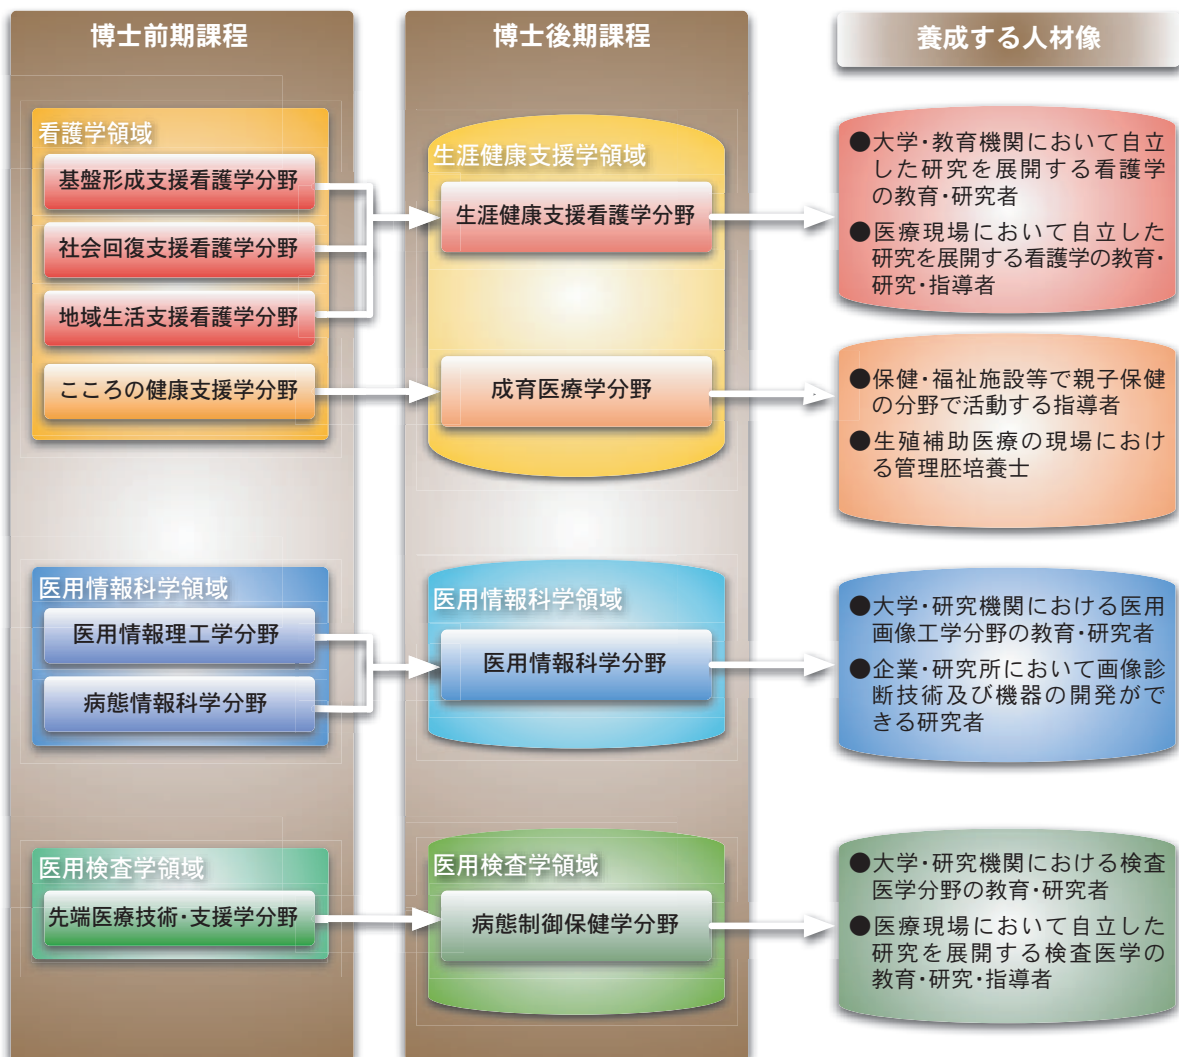 博士前期課程
看護学領域
基盤形成支援看護学分野
社会回復支援看護学分野
地域生活支援看護学分野
こころの健康支援学分野
医用情報科学領域
医用情報理工学分野
病態情報科学分野
医用検査学領域
先端医療技術・支援学分野
博士後期課程
生涯健康支援学領域
生涯健康支援看護学分野
成育医療学分野
医用情報科学領域
医用情報科学分野
医用検査学領域
病態制御保健学分野
養成する人材像
●大学・教育機関において自立
した研究を展開する看護学
の教育・研究者
●医療現場において自立した
研究を展開する看護学の教育・
研究・指導者
●保健・福祉施設等で親子保健
の分野で活動する指導者
●生殖補助医療の現場におけ
る管理胚培養士
●大学・研究機関における医用
画像工学分野の教育・研究者
●企業・研究所において画像診
断技術及び機器の開発がで
きる研究者
●大学・研究機関における検査
医学分野の教育・研究者
●医療現場において自立した
研究を展開する検査医学の
教育・研究・指導者